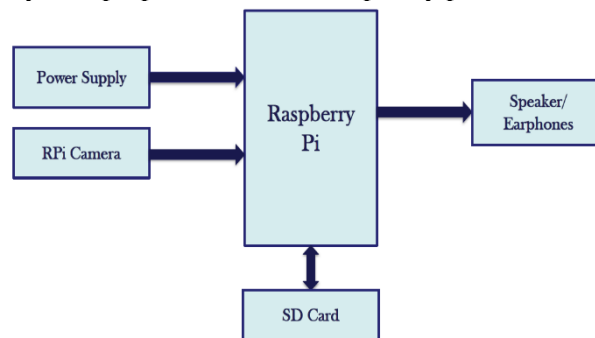 Power Supply
RPi Camera
Raspberry
Pi
Speaker/
Earphones
SD Card